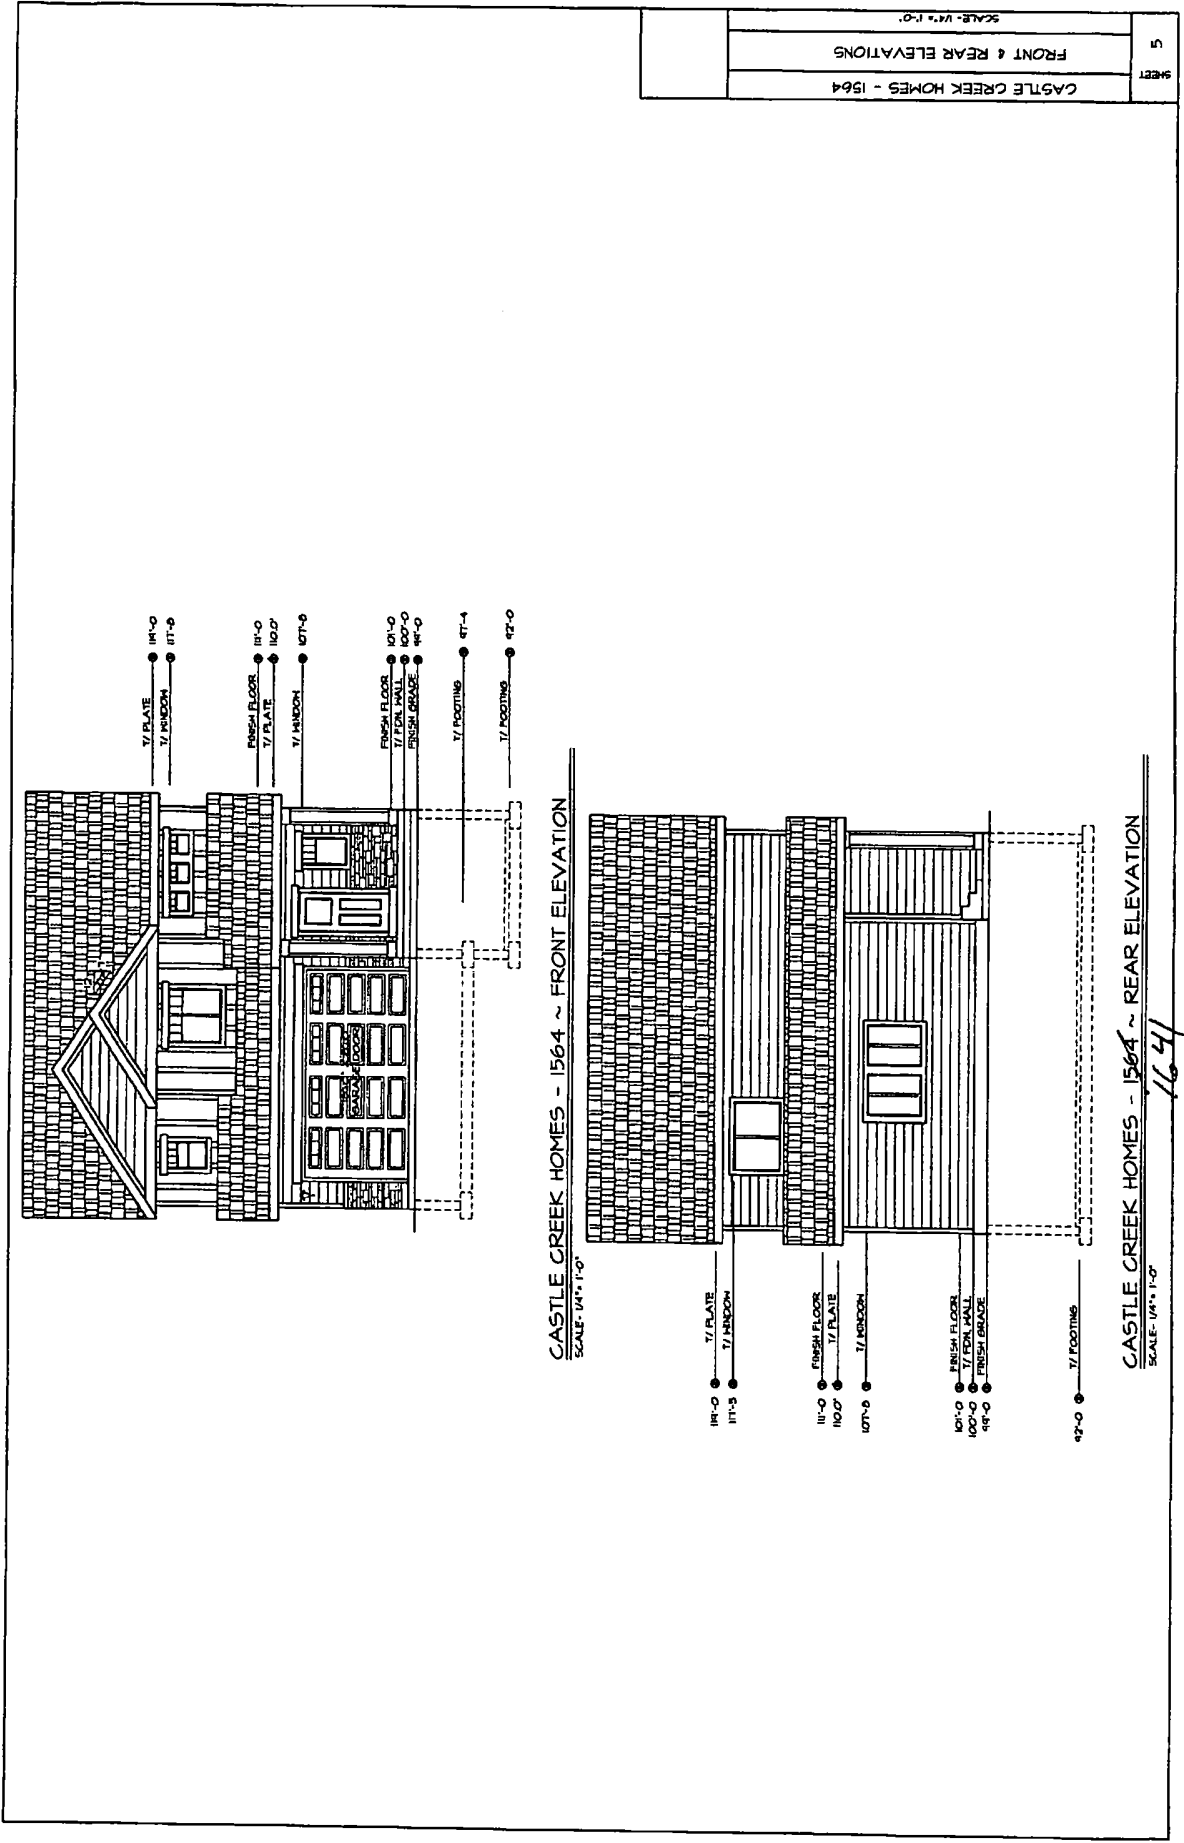 119'-0 T/ PLATE
117'-8 T/ WINDOW
111'-0 FINISH FLOOR
110.0' T/ PLATE
107'-8 T/ WINDOW
101'-0 FINISH FLOOR
100'-0 T/ FDN. WALL
99'-0 FINISH GRADE
97'-4 T/ FOOTING
92'-0 T/ FOOTING
GARAGE DOOR
CASTLE CREEK HOMES - 1564 ~ FRONT ELEVATION
SCALE- 1/4"= 1'-0"
119'-0 T/ PLATE
117'-8 T/ WINDOW
111'-0 FINISH FLOOR
110.0' T/ PLATE
107'-8 T/ WINDOW
101'-0 FINISH FLOOR
100'-0 T/ FDN. WALL
99'-0 FINISH GRADE
92'-0 T/ FOOTING
CASTLE CREEK HOMES - 1564 ~ REAR ELEVATION
1641
SCALE- 1/4"= 1'-0"
CASTLE CREEK HOMES - 1564
FRONT & REAR ELEVATIONS
SCALE- 1/4"= 1'-0"
SHEET
5